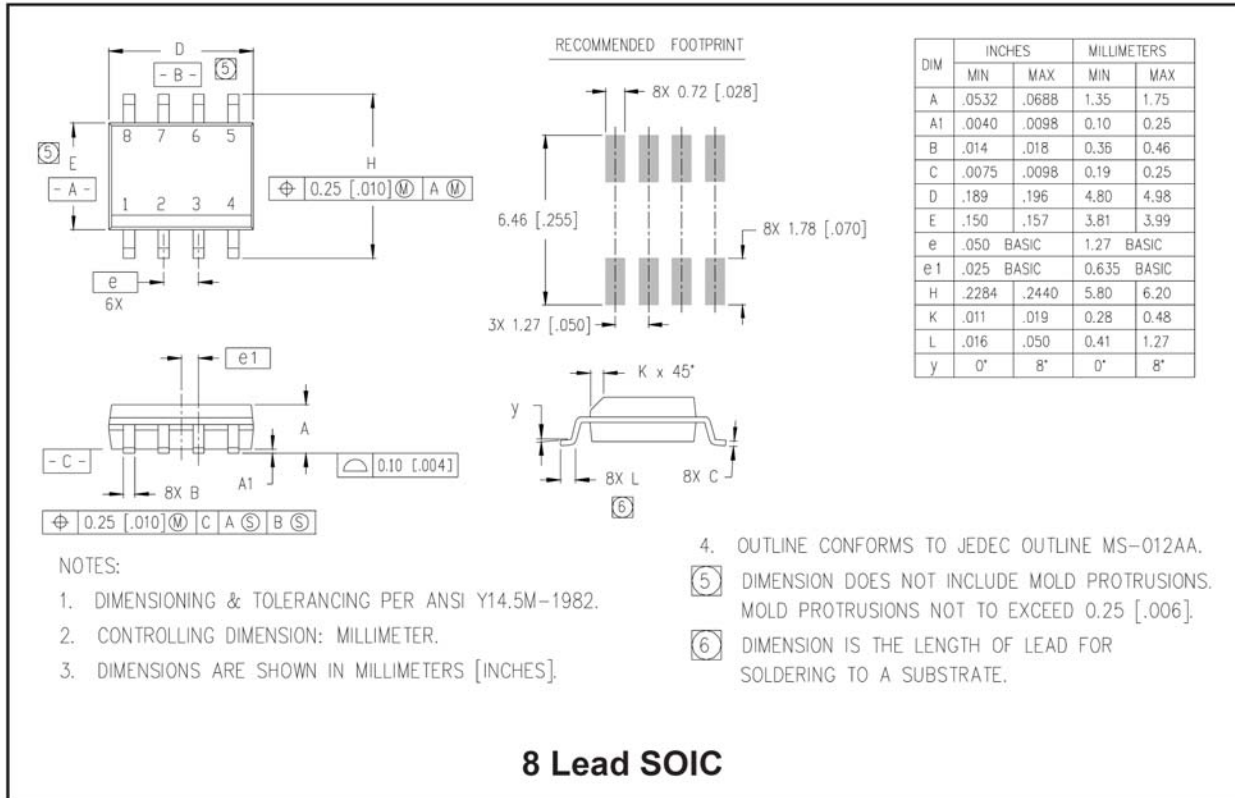 D
- B -
5
8 7 6 5
5
E
- A -
H
⌖ 0.25 [.010] Ⓜ A Ⓜ
1 2 3 4
e
6X
RECOMMENDED FOOTPRINT
8X 0.72 [.028]
6.46 [.255]
8X 1.78 [.070]
3X 1.27 [.050]
DIM INCHES MILLIMETERS
MIN MAX MIN MAX
A .0532 .0688 1.35 1.75
A1 .0040 .0098 0.10 0.25
B .014 .018 0.36 0.46
C .0075 .0098 0.19 0.25
D .189 .196 4.80 4.98
E .150 .157 3.81 3.99
e .050 BASIC 1.27 BASIC
e1 .025 BASIC 0.635 BASIC
H .2284 .2440 5.80 6.20
K .011 .019 0.28 0.48
L .016 .050 0.41 1.27
y 0° 8° 0° 8°
e1
A
- C -
A1
8X B
⌓ 0.10 [.004]
⌖ 0.25 [.010] Ⓜ C A Ⓢ B Ⓢ
K x 45°
y
8X L
6
8X C
NOTES:
1. DIMENSIONING & TOLERANCING PER ANSI Y14.5M-1982.
2. CONTROLLING DIMENSION: MILLIMETER.
3. DIMENSIONS ARE SHOWN IN MILLIMETERS [INCHES].
4. OUTLINE CONFORMS TO JEDEC OUTLINE MS-012AA.
5 DIMENSION DOES NOT INCLUDE MOLD PROTRUSIONS.
MOLD PROTRUSIONS NOT TO EXCEED 0.25 [.006].
6 DIMENSION IS THE LENGTH OF LEAD FOR
SOLDERING TO A SUBSTRATE.
8 Lead SOIC